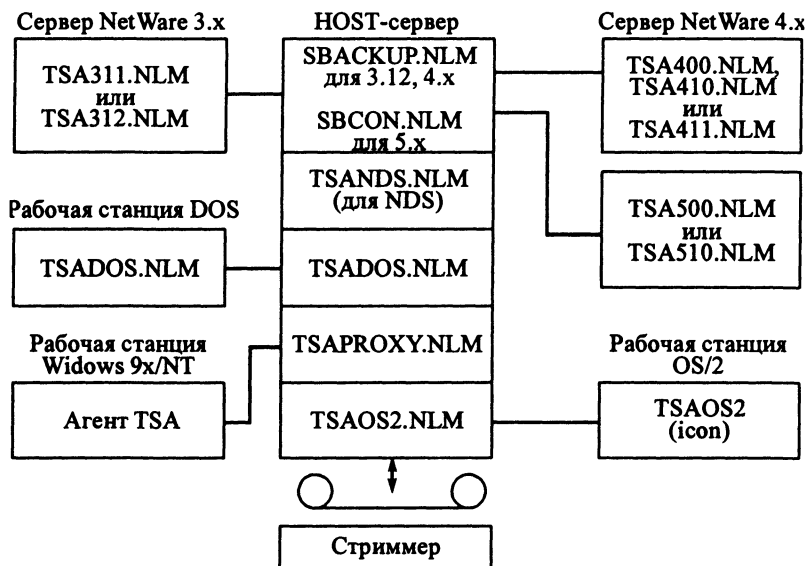 Сервер NetWare 3.x
TSA311.NLM
или
TSA312.NLM
HOST-сервер
SBACKUP.NLM
для 3.12, 4.x
SBCON.NLM
для 5.x
TSANDS.NLM
(для NDS)
TSADOS.NLM
TSAPROXY.NLM
TSAOS2.NLM
Стриммер
Сервер NetWare 4.x
TSA400.NLM,
TSA410.NLM
или
TSA411.NLM
TSA500.NLM
или
TSA510.NLM
Рабочая станция DOS
TSADOS.NLM
Рабочая станция
Widows 9x/NT
Агент TSA
Рабочая станция
OS/2
TSAOS2
(icon)